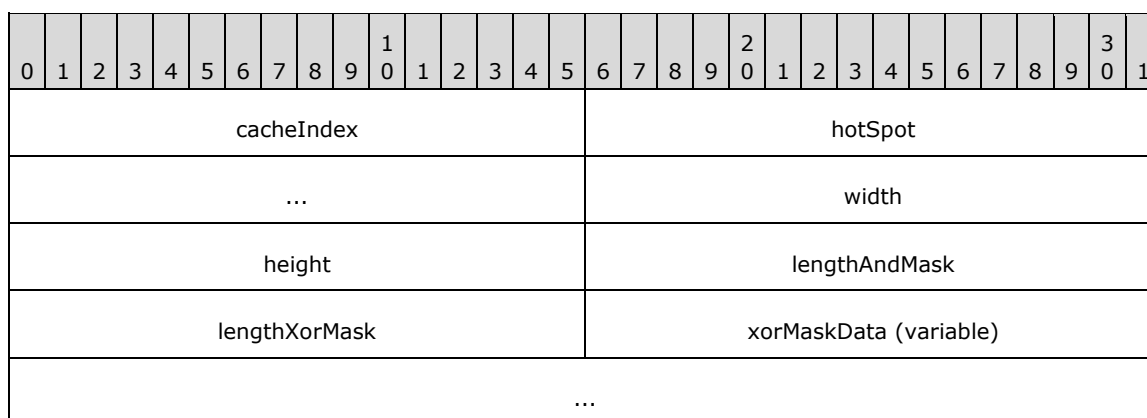 1 2 3
0 1 2 3 4 5 6 7 8 9 0 1 2 3 4 5 6 7 8 9 0 1 2 3 4 5 6 7 8 9 0 1
cacheIndex hotSpot
... width
height lengthAndMask
lengthXorMask xorMaskData (variable)
...